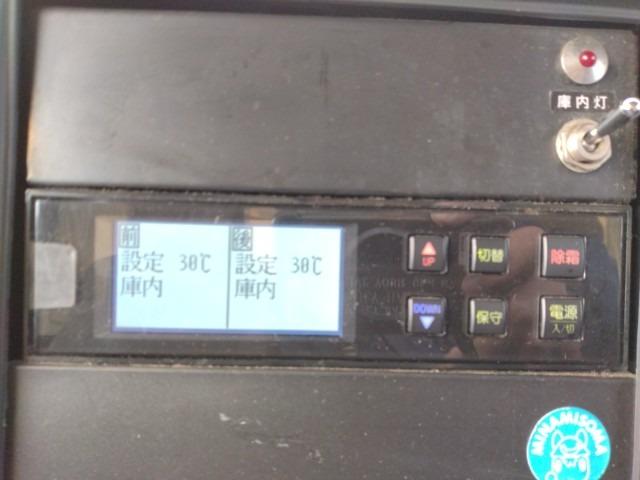 庫内灯
前
設定 30℃
庫内
後
設定 30℃
庫内
UP
切替
除霜
DOWN
保守
電源
入/切
MINAMISOMA